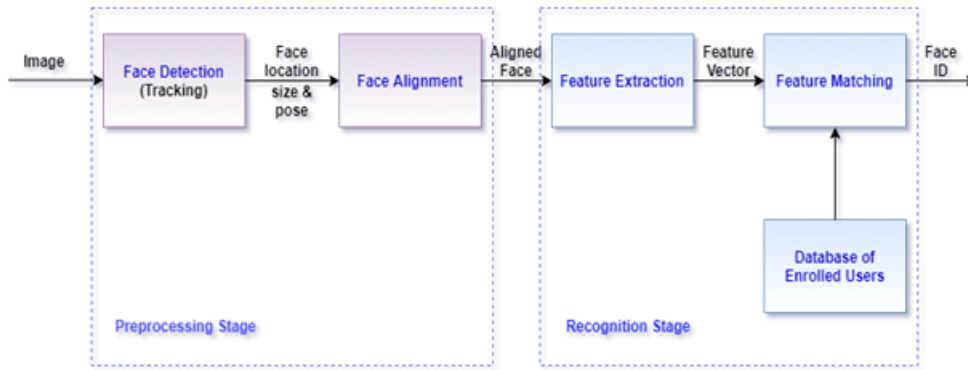 Image
Face Detection
(Tracking)
Face
location
size &
pose
Face Alignment
Aligned
Face
Feature Extraction
Feature
Vector
Feature Matching
Face
ID
Database of
Enrolled Users
Preprocessing Stage
Recognition Stage